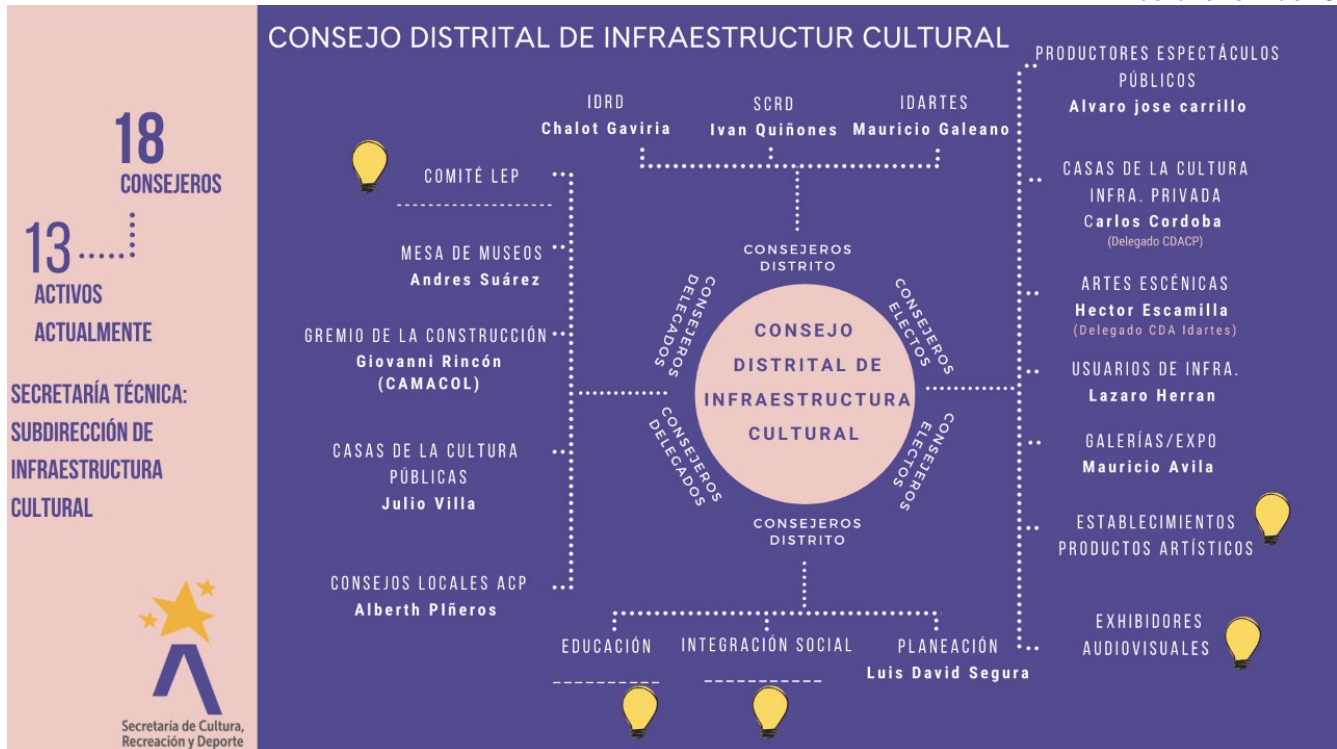 CONSEJO DISTRITAL DE INFRAESTRUCTUR CULTURAL
18
CONSEJEROS
13
ACTIVOS
ACTUALMENTE
SECRETARÍA TÉCNICA:
SUBDIRECCIÓN DE
INFRAESTRUCTURA
CULTURAL
Secretaría de Cultura,
Recreación y Deporte
IDRD
Chalot Gaviria
SCRD
Ivan Quiñones
IDARTES
Mauricio Galeano
CONSEJEROS
DISTRITO
COMITÉ LEP
MESA DE MUSEOS
Andres Suárez
GREMIO DE LA CONSTRUCCIÓN
Giovanni Rincón
(CAMACOL)
CASAS DE LA CULTURA
PÚBLICAS
Julio Villa
CONSEJOS LOCALES ACP
Alberth PIñeros
CONSEJEROS
DELEGADOS
CONSEJEROS
DELEGADOS
CONSEJO
DISTRITAL DE
INFRAESTRUCTURA
CULTURAL
CONSEJEROS
ELECTOS
CONSEJEROS
ELECTOS
PRODUCTORES ESPECTÁCULOS
PÚBLICOS
Alvaro jose carrillo
CASAS DE LA CULTURA
INFRA. PRIVADA
Carlos Cordoba
(Delegado CDACP)
ARTES ESCÉNICAS
Hector Escamilla
(Delegado CDA Idartes)
USUARIOS DE INFRA.
Lazaro Herran
GALERÍAS/EXPO
Mauricio Avila
ESTABLECIMIENTOS
PRODUCTOS ARTÍSTICOS
EXHIBIDORES
AUDIOVISUALES
CONSEJEROS
DISTRITO
EDUCACIÓN
INTEGRACIÓN SOCIAL
PLANEACIÓN
Luis David Segura